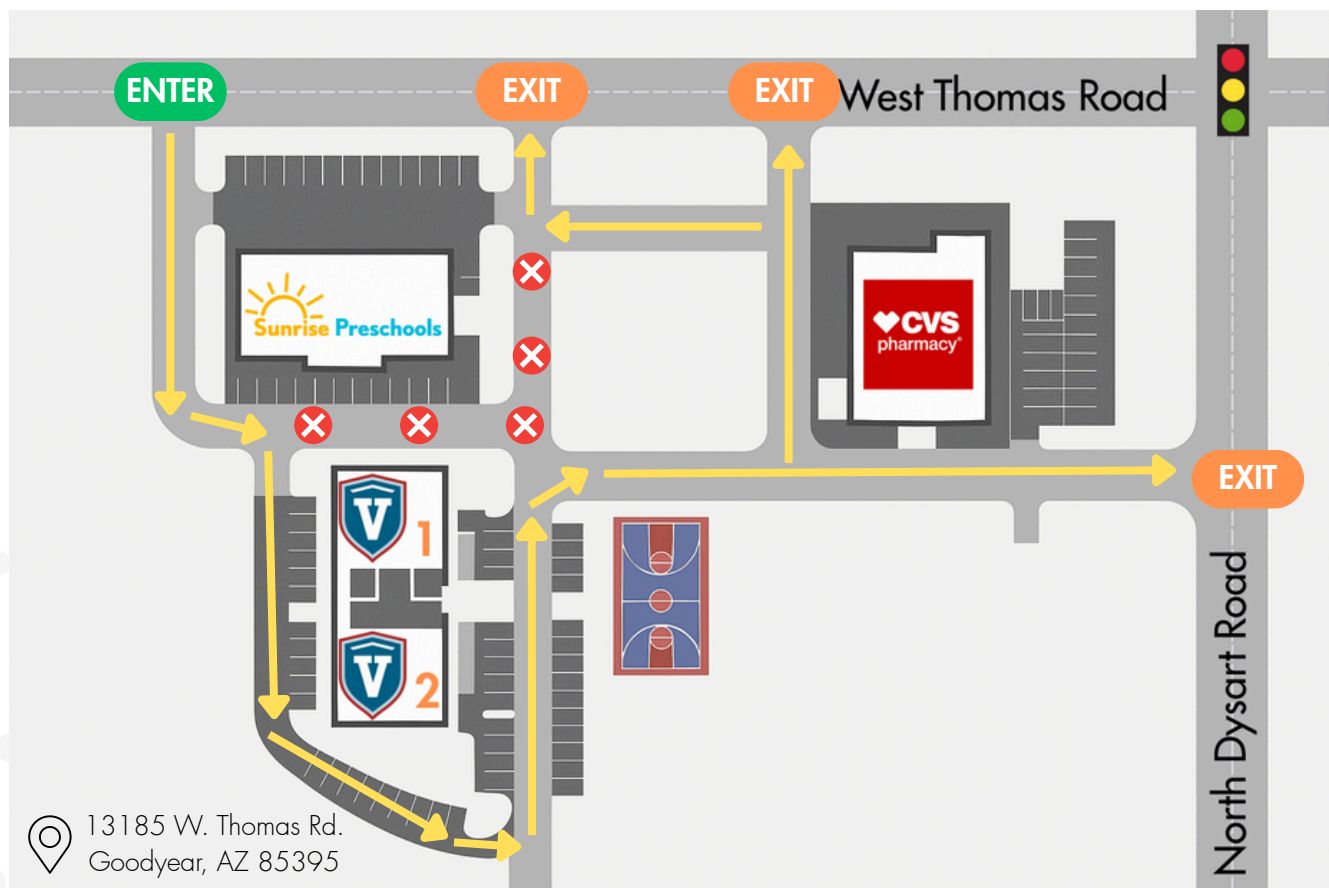 ENTER
EXIT
EXIT
West Thomas Road
Sunrise Preschools
CVS
pharmacy®
V
1
V
2
EXIT
North Dysart Road
13185 W. Thomas Rd.
Goodyear, AZ 85395